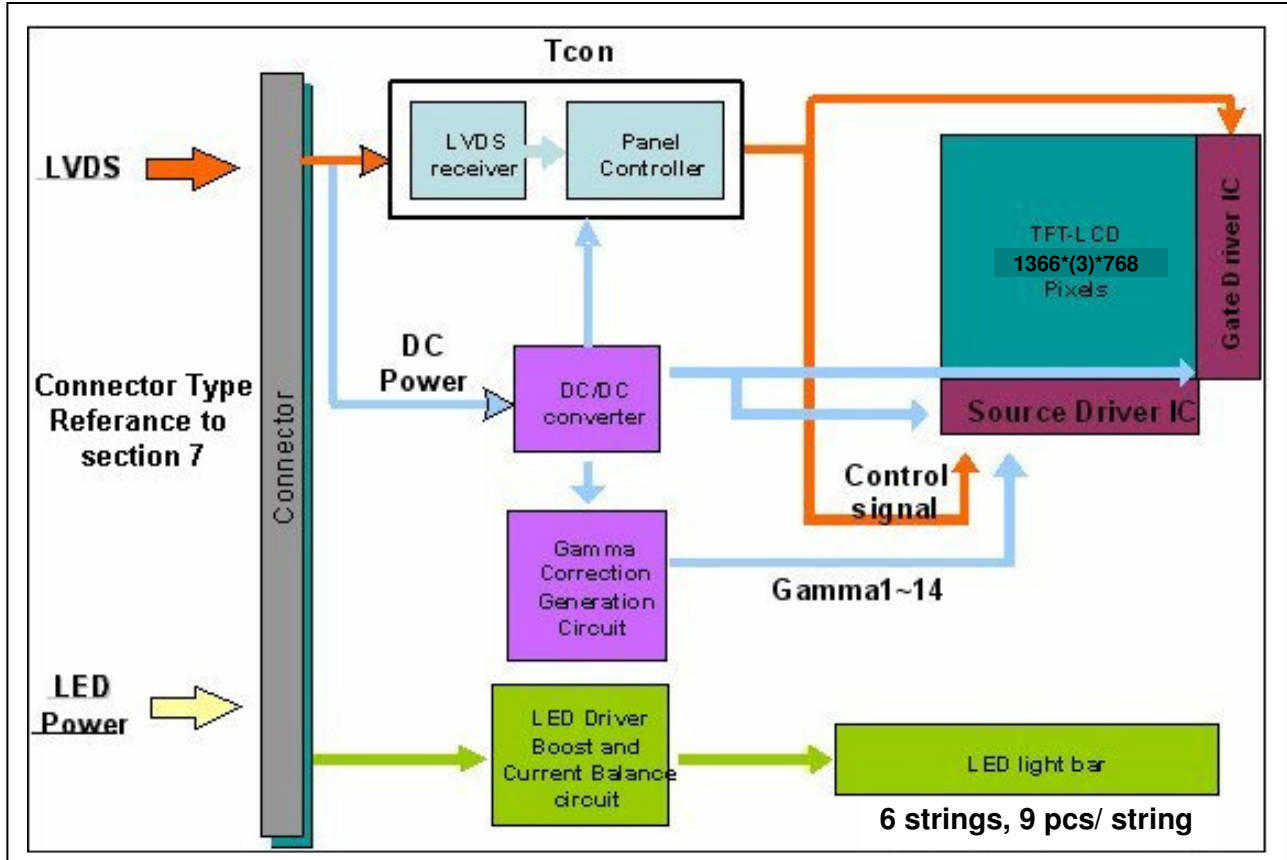 Tcon
LVDS
receiver
Panel
Controller
LVDS
Connector
TFT-LCD
1366*(3)*768
Pixels
Gate Driver IC
DC
Power
DC/DC
converter
Source Driver IC
Connector Type
Referance to
section 7
Control
signal
Gamma
Correction
Generation
Circuit
Gamma1~14
LED
Power
LED Driver
Boost and
Current Balance
circuit
LED light bar
6 strings, 9 pcs/ string